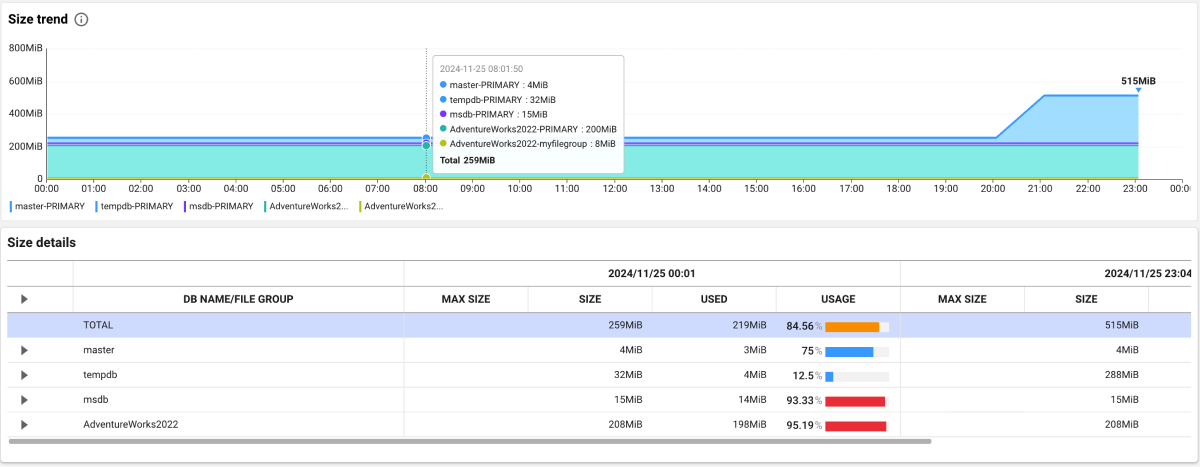 Size trend
800MiB
600MiB
400MiB
200MiB
0
515MiB
2024-11-25 08:01:50
master-PRIMARY : 4MiB
tempdb-PRIMARY : 32MiB
msdb-PRIMARY : 15MiB
AdventureWorks2022-PRIMARY : 200MiB
AdventureWorks2022-myfilegroup : 8MiB
Total 259MiB
00:00 01:00 02:00 03:00 04:00 05:00 06:00 07:00 08:00 09:00 10:00 11:00 12:00 13:00 14:00 15:00 16:00 17:00 18:00 19:00 20:00 21:00 22:00 23:00 00:0
master-PRIMARY tempdb-PRIMARY msdb-PRIMARY AdventureWorks2... AdventureWorks2...
Size details
2024/11/25 00:01 2024/11/25 23:04
DB NAME/FILE GROUP MAX SIZE SIZE USED USAGE MAX SIZE SIZE
TOTAL 259MiB 219MiB 84.56% 515MiB
master 4MiB 3MiB 75% 4MiB
tempdb 32MiB 4MiB 12.5% 288MiB
msdb 15MiB 14MiB 93.33% 15MiB
AdventureWorks2022 208MiB 198MiB 95.19% 208MiB